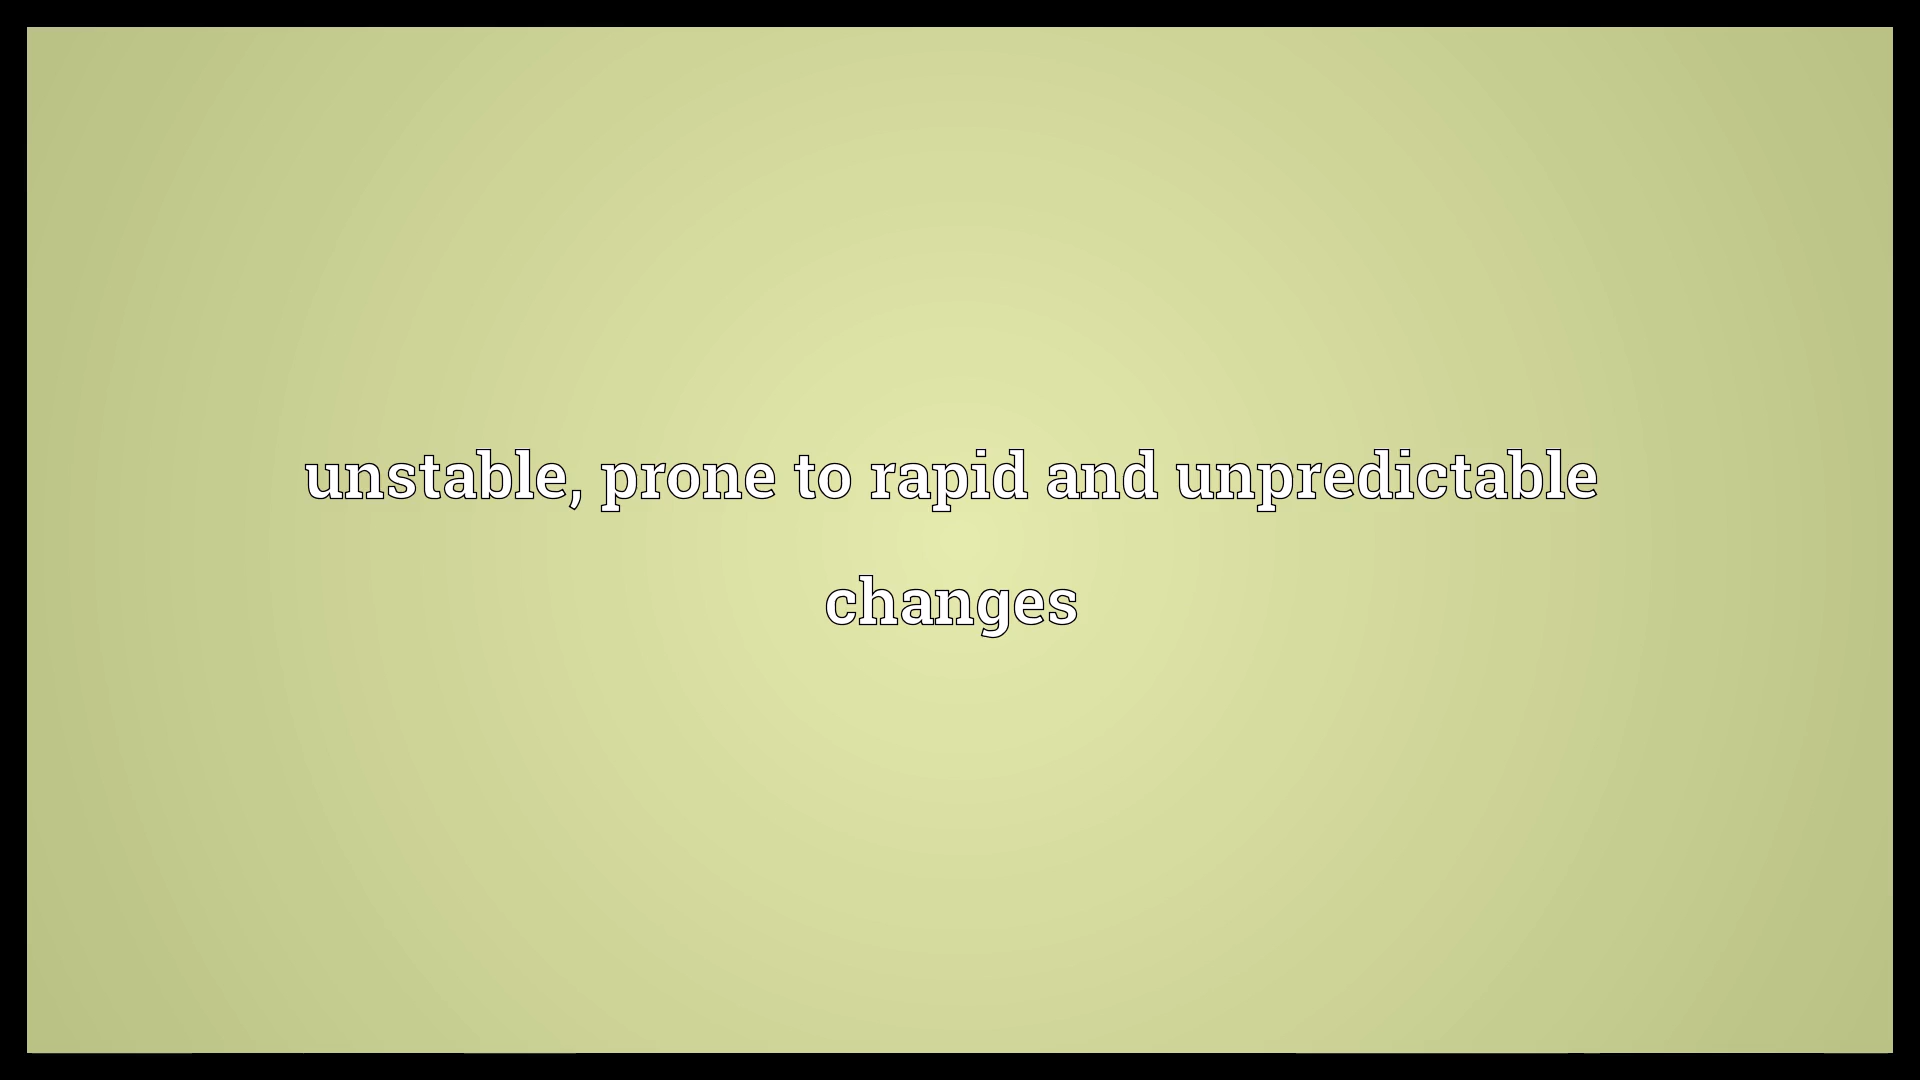 unstable, prone to rapid and unpredictable
changes